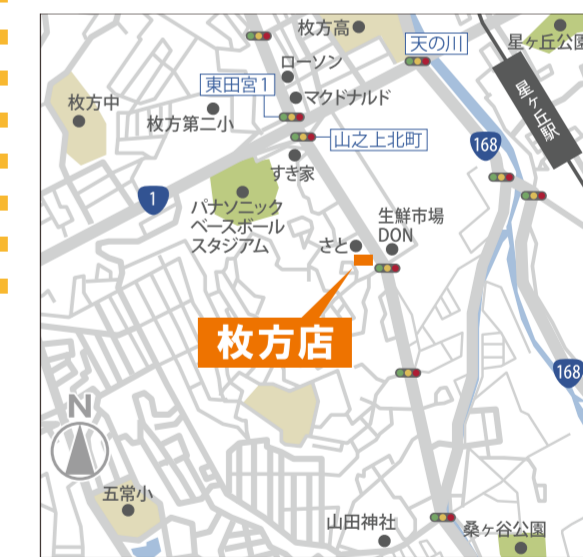 枚方高
天の川
星ヶ丘公園
ローソン
星ヶ丘駅
東田宮1
マクドナルド
枚方中
枚方第二小
山之上北町
168
すき家
1
パナソニック
ベースボール
スタジアム
生鮮市場
DON
さと
枚方店
168
N
五常小
山田神社
桑ヶ谷公園